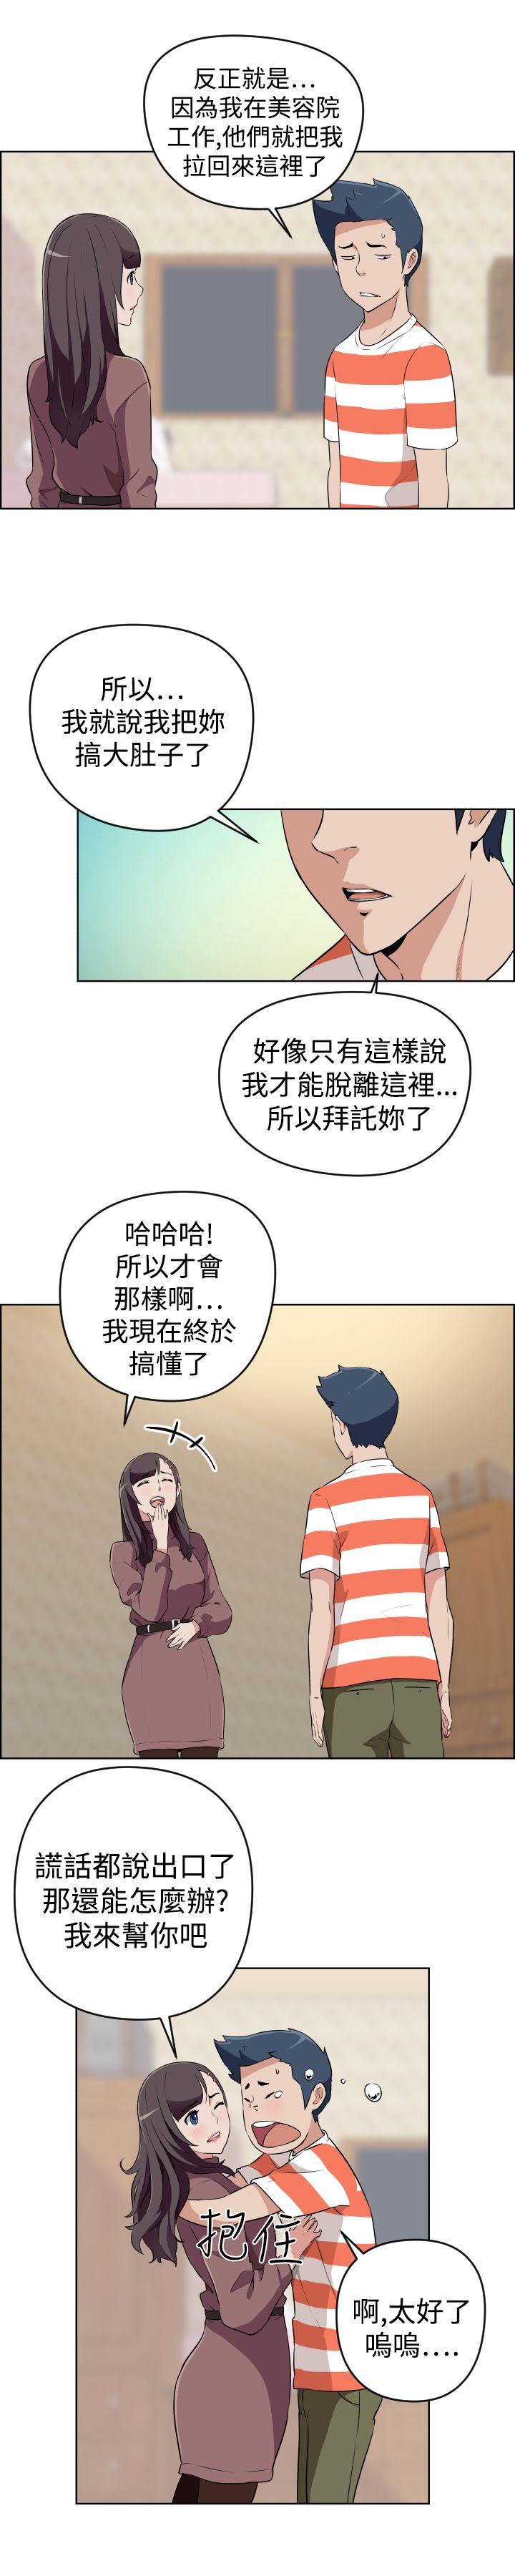 反正就是...
因為我在美容院
工作,他們就把我
拉回來這裡了
所以...
我就說我把妳
搞大肚子了
好像只有這樣說
我才能脫離這裡...
所以拜託妳了
哈哈哈!
所以才會
那樣啊...
我現在終於
搞懂了
謊話都說出口了
那還能怎麼辦?
我來幫你吧
抱住
啊,太好了
嗚嗚....